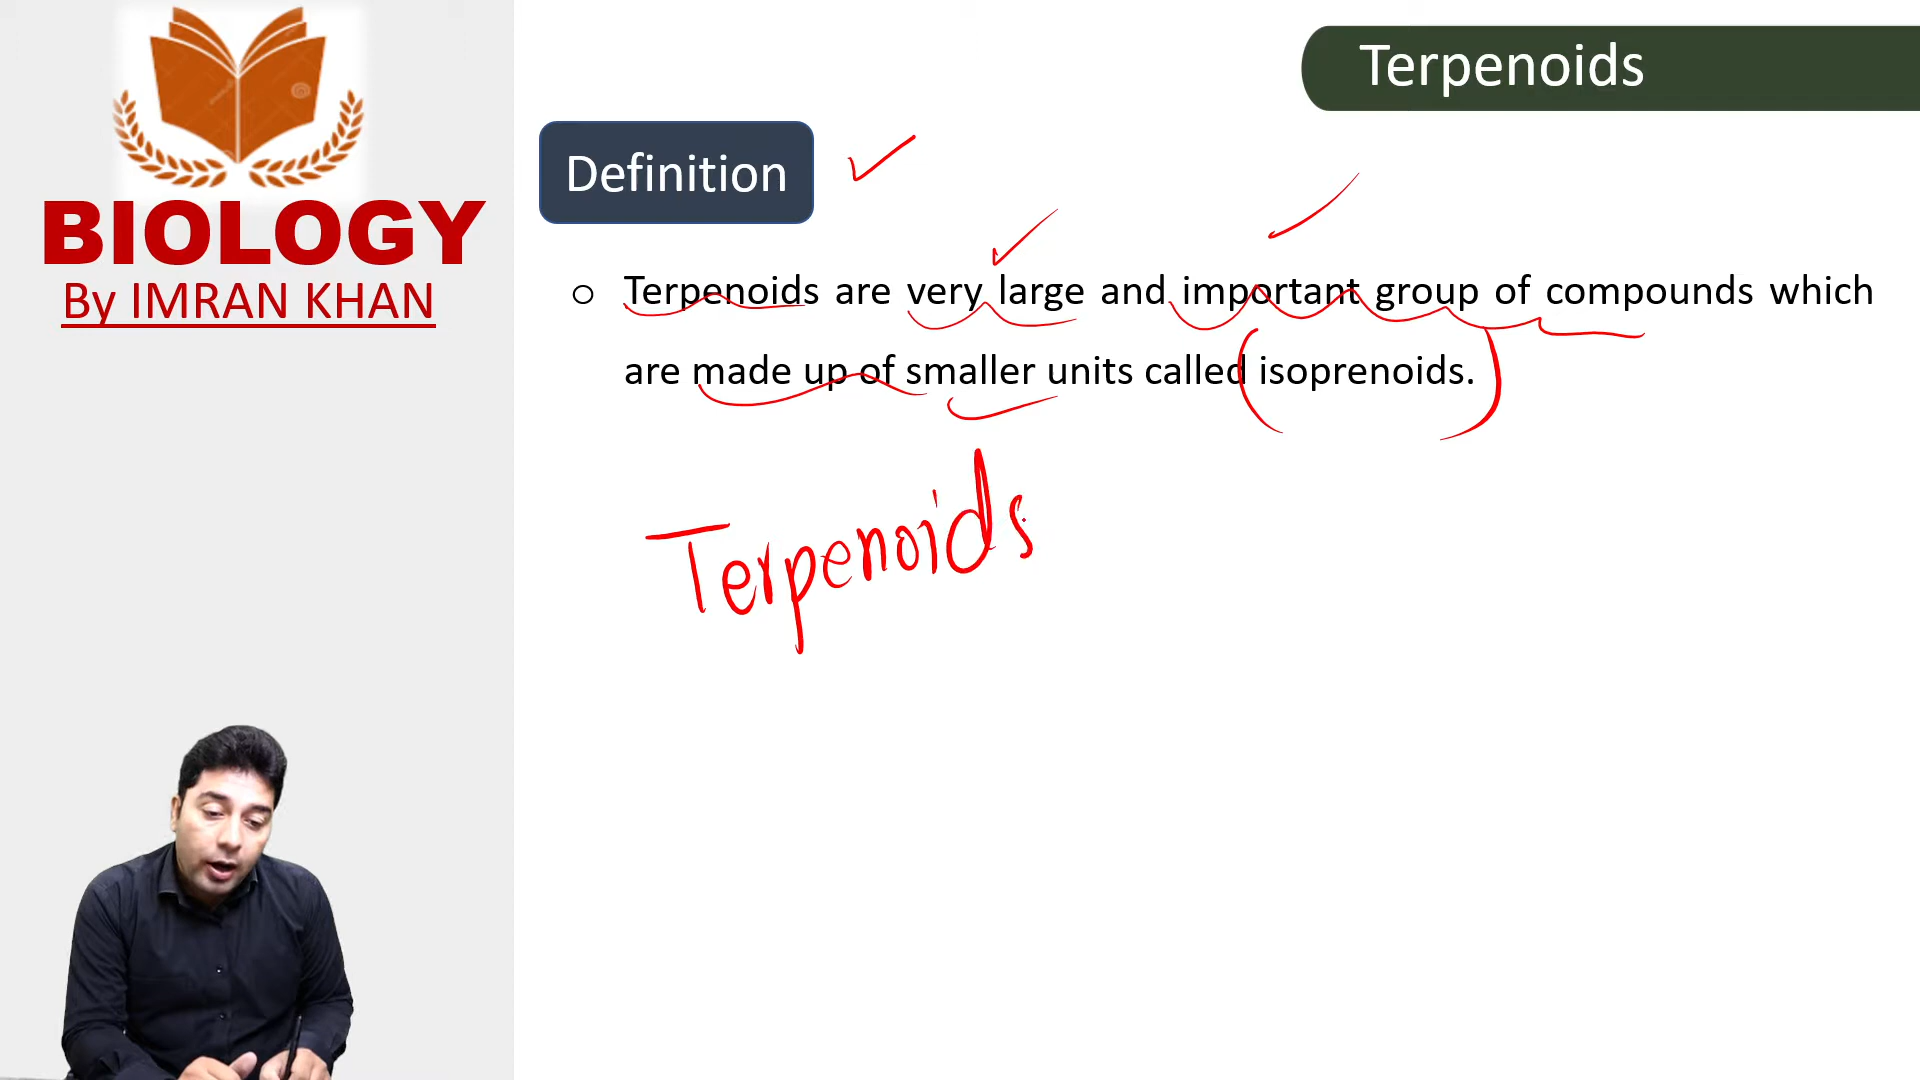 Terpenoids
BIOLOGY
By IMRAN KHAN
Definition
Terpenoids are very large and important group of compounds which
are made up of smaller units called isoprenoids.
Terpenoids